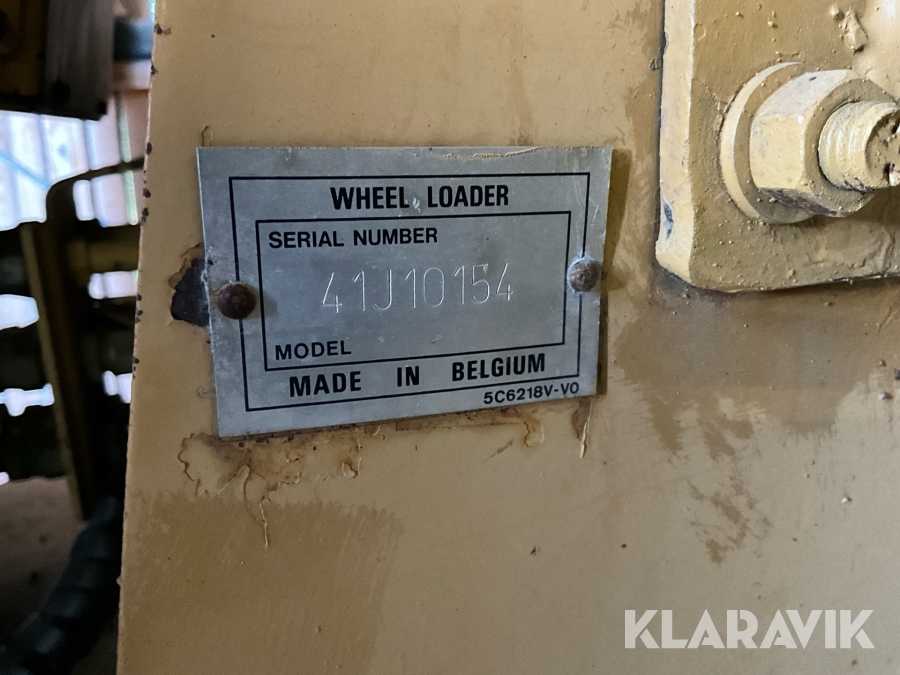 WHEEL LOADER
SERIAL NUMBER
41J10154
MODEL
MADE IN BELGIUM
5C6218V-V0
KLARAVIK